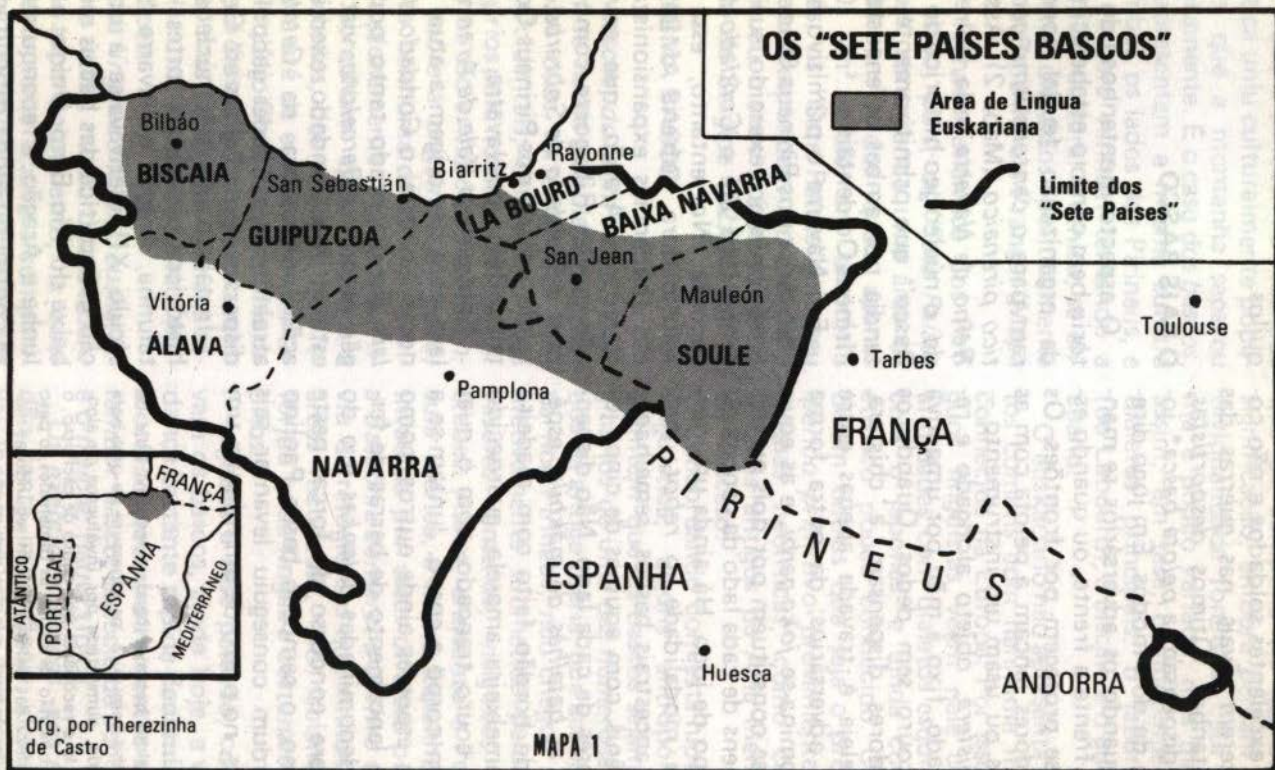 OS "SETE PAÍSES BASCOS"
Área de Lingua
Euskariana
Limite dos
"Sete Países"
Bilbáo
BISCAIA
San Sebastián
GUIPUZCOA
Biarritz
Rayonne
LA BOURD
BAIXA NAVARRA
San Jean
Mauleón
SOULE
Vitória
ÁLAVA
Pamplona
NAVARRA
Toulouse
Tarbes
FRANÇA
PIRINEUS
ESPANHA
Huesca
ANDORRA
FRANÇA
ATÂNTICO
PORTUGAL
ESPANHA
MEDITERRÂNEO
Org. por Therezinha
de Castro
MAPA 1